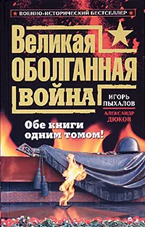 ВОЕННО-ИСТОРИЧЕСКИЙ БЕСТСЕЛЛЕР
Великая
ОБОЛГАННАЯ
ВОЙНА
Обе книги
одним томом!
ИГОРЬ
ПЫХАЛОВ
АЛЕКСАНДР
ДЮКОВ